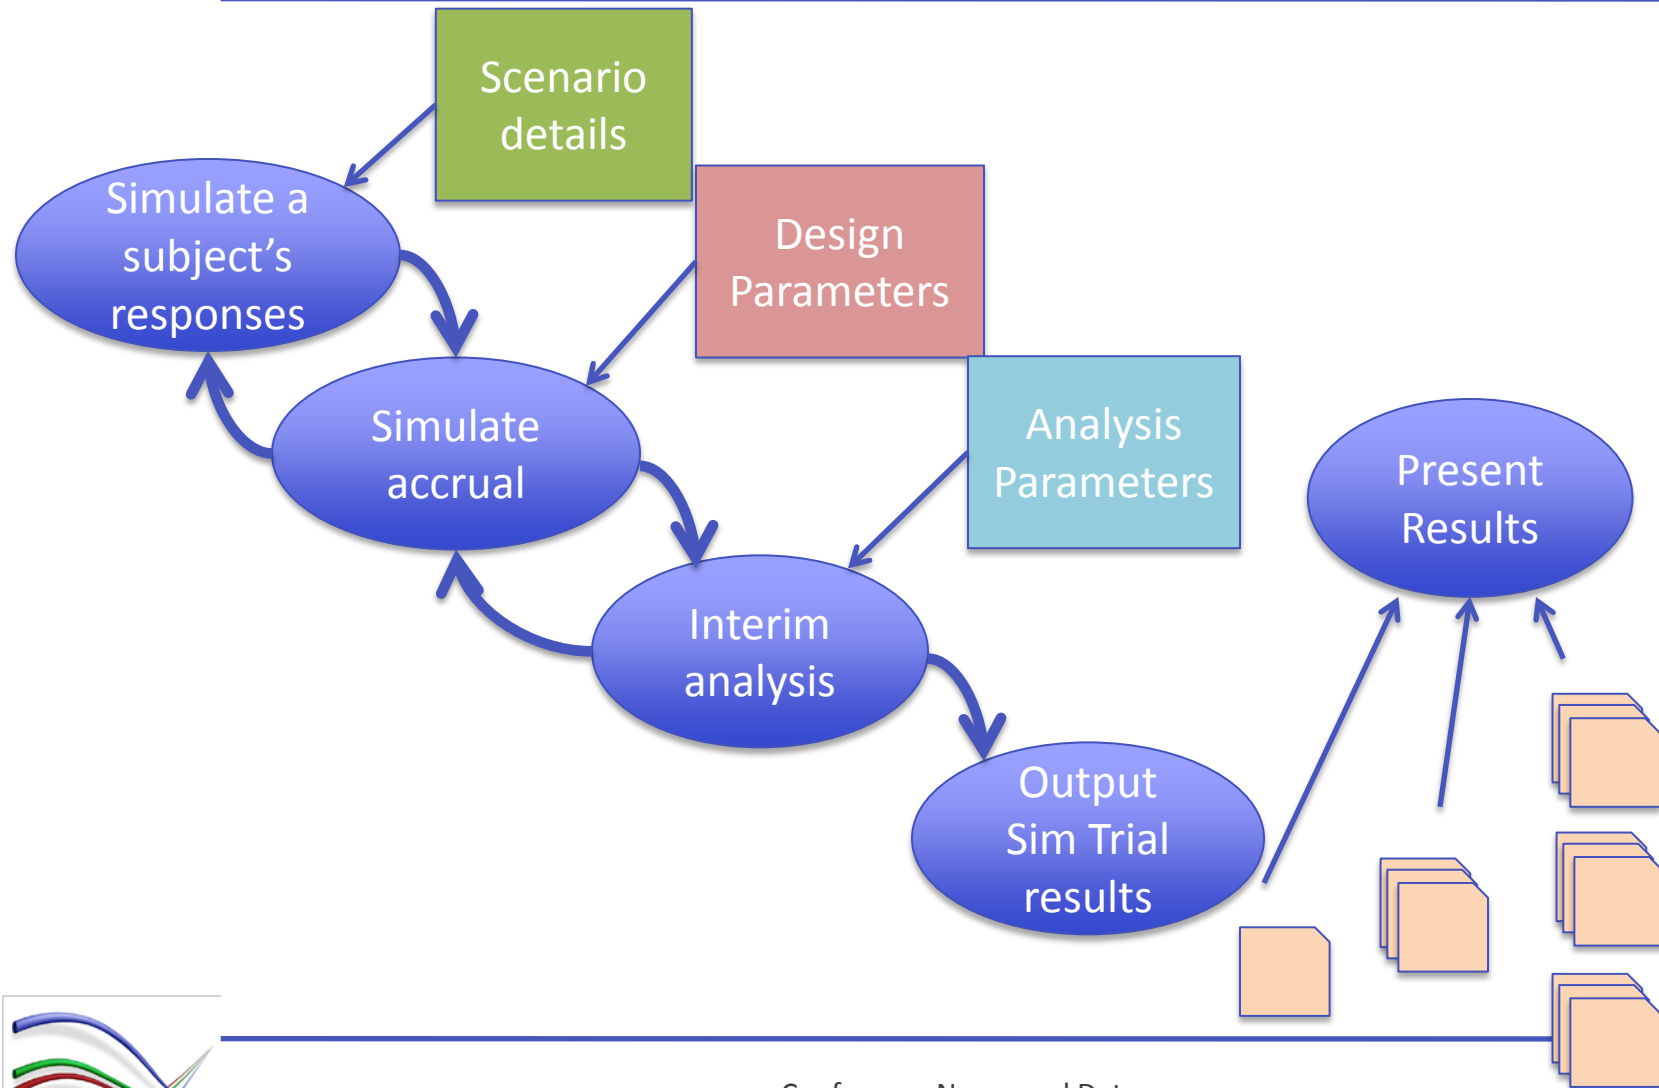 Scenario
details
Simulate a
subject’s
responses
Design
Parameters
Simulate
accrual
Analysis
Parameters
Present
Results
Interim
analysis
Output
Sim Trial
results